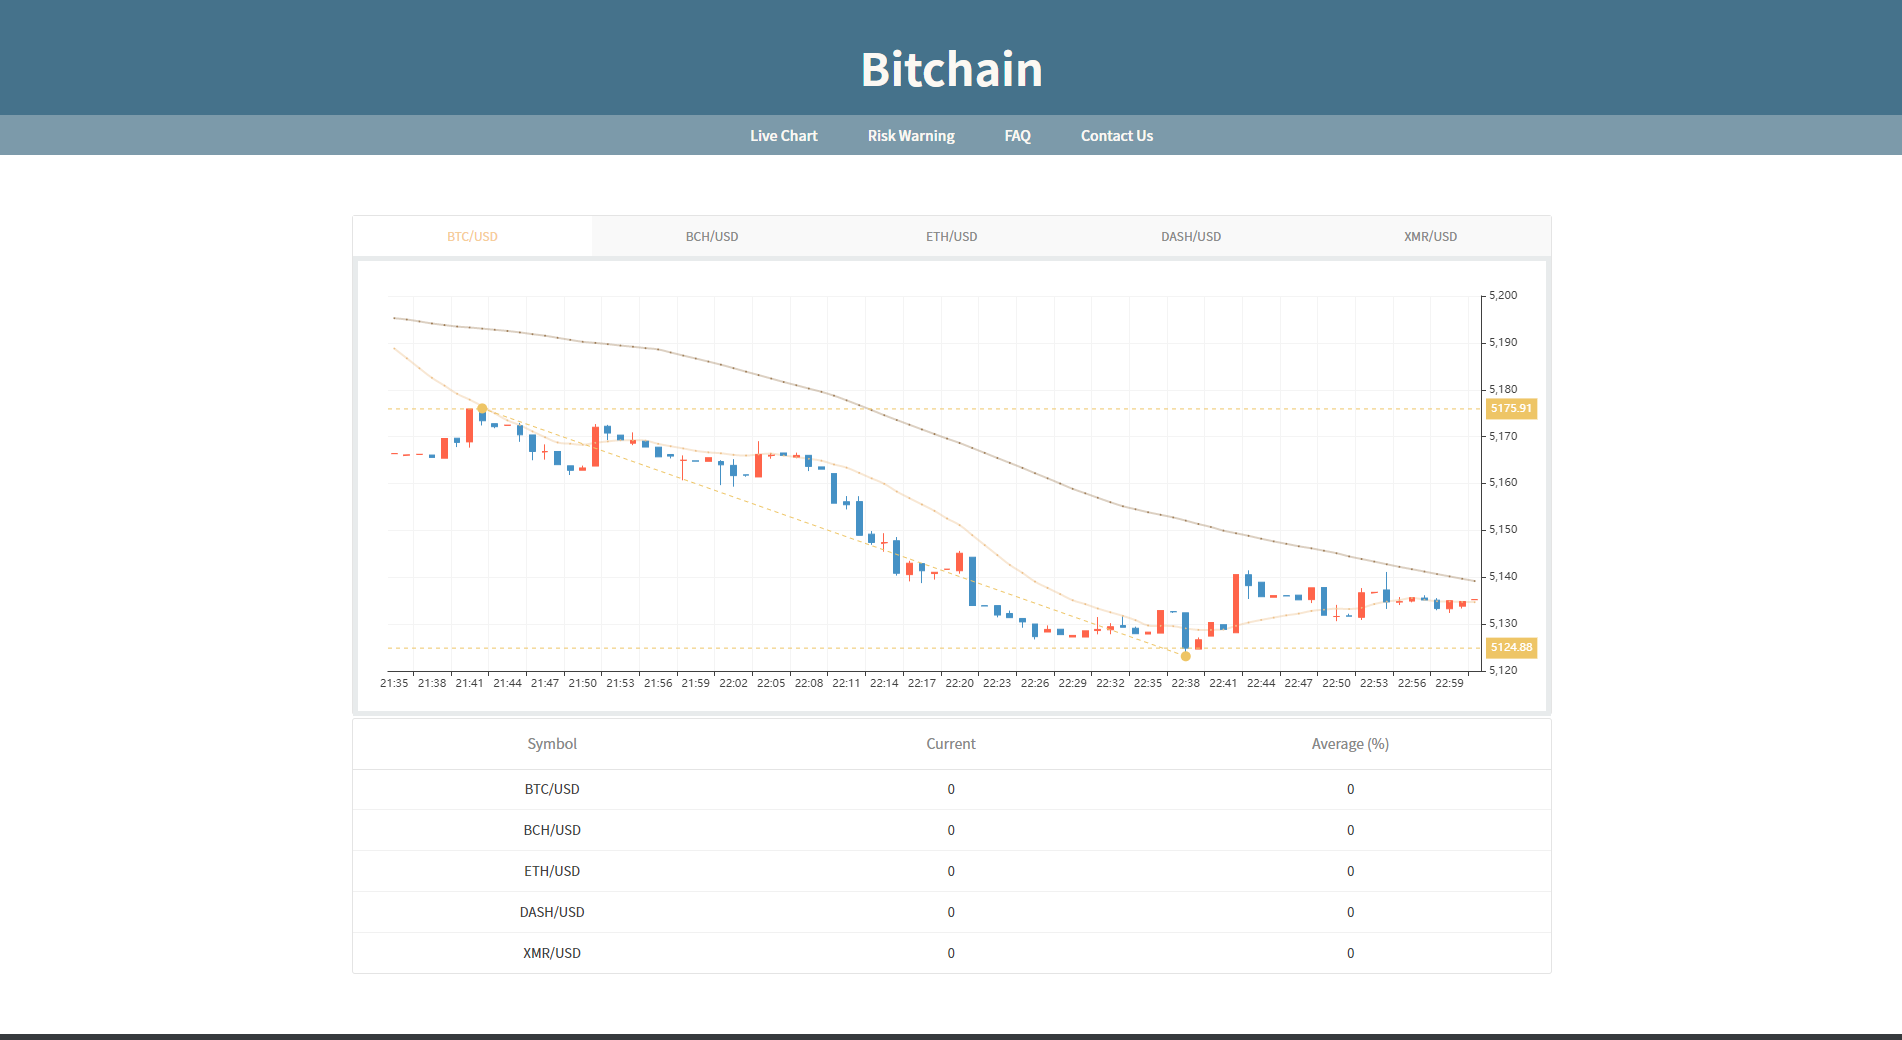 Bitchain
Live Chart Risk Warning FAQ Contact Us
BTC/USD BCH/USD ETH/USD DASH/USD XMR/USD
5,200
5,190
5,180
5175.91
5,170
5,160
5,150
5,140
5,130
5124.88
5,120
21:35 21:38 21:41 21:44 21:47 21:50 21:53 21:56 21:59 22:02 22:05 22:08 22:11 22:14 22:17 22:20 22:23 22:26 22:29 22:32 22:35 22:38 22:41 22:44 22:47 22:50 22:53 22:56 22:59
Symbol Current Average (%)
BTC/USD 0 0
BCH/USD 0 0
ETH/USD 0 0
DASH/USD 0 0
XMR/USD 0 0